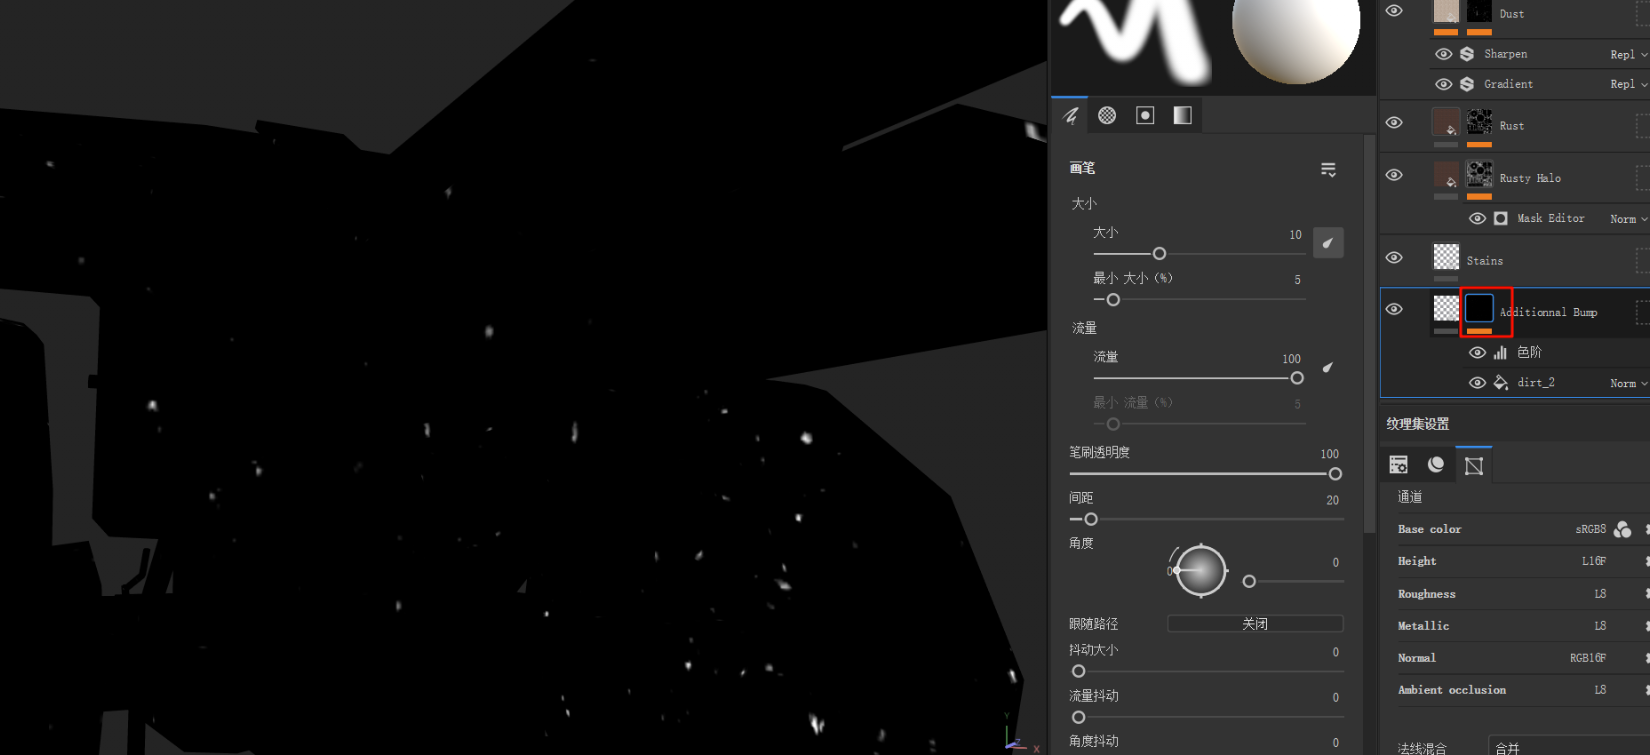 画笔
大小
大小 10
最小 大小 (%) 5
流量
流量 100
最小 流量 (%) 5
笔刷透明度 100
间距 20
角度
0 0
跟随路径 关闭
抖动大小 0
流量抖动 0
角度抖动 0
Y
Z
X
Dust
Sharpen Repl
Gradient Repl
Rust
Rusty Halo
Mask Editor Norm
Stains
Additionnal Bump
色阶
dirt_2 Norm
纹理集设置
通道
Base color sRGB8
Height L16F
Roughness L8
Metallic L8
Normal RGB16F
Ambient occlusion L8
法线混合 合并